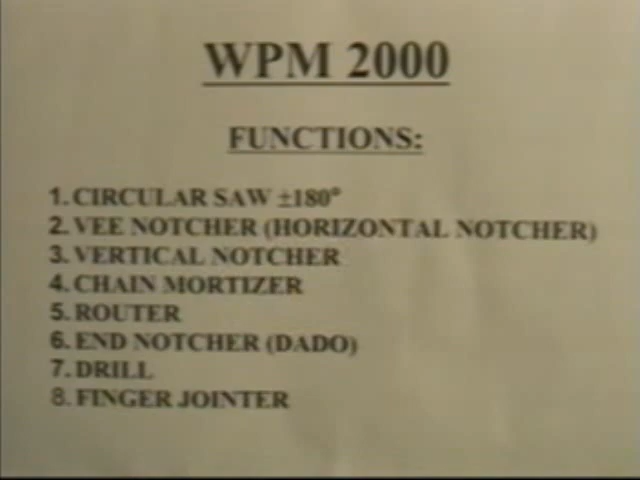 WPM 2000
FUNCTIONS:
1. CIRCULAR SAW ±180°
2. VEE NOTCHER (HORIZONTAL NOTCHER)
3. VERTICAL NOTCHER
4. CHAIN MORTIZER
5. ROUTER
6. END NOTCHER (DADO)
7. DRILL
8. FINGER JOINTER